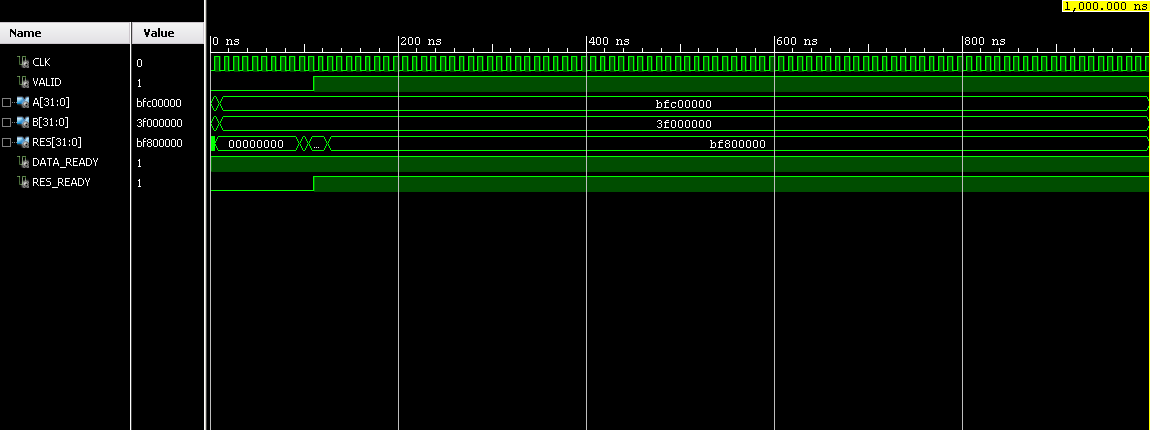 1,000.000 ns
Name Value
0 ns 200 ns 400 ns 600 ns 800 ns
CLK 0
VALID 1
A[31:0] bfc00000 bfc00000
B[31:0] 3f000000 3f000000
RES[31:0] bf800000 00000000 ... bf800000
DATA_READY 1
RES_READY 1